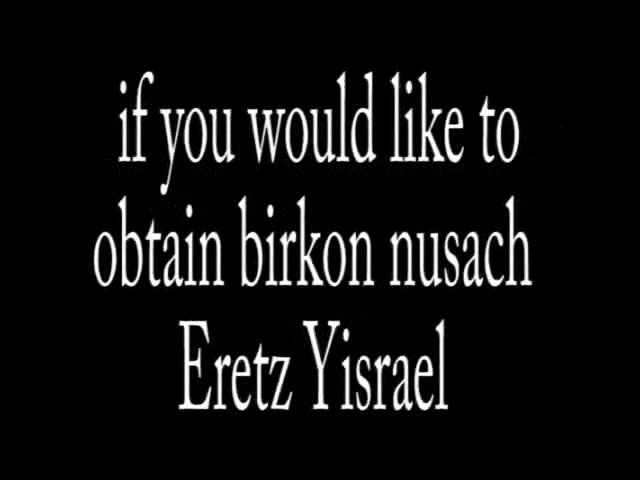 if you would like to
obtain birkon nusach
Eretz Yisrael